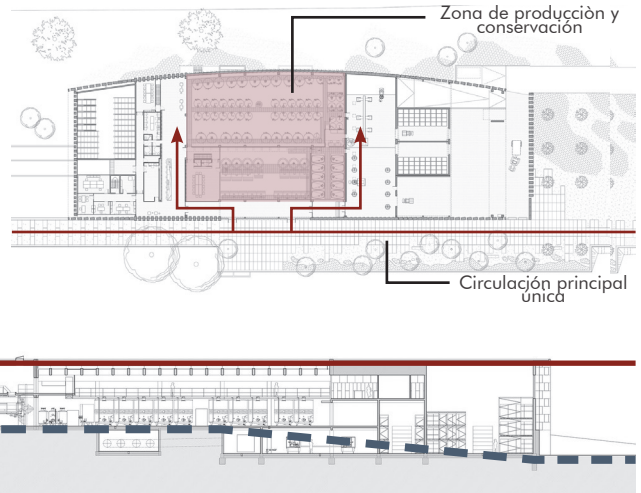 Zona de producciòn y
conservación
Circulación principal
única